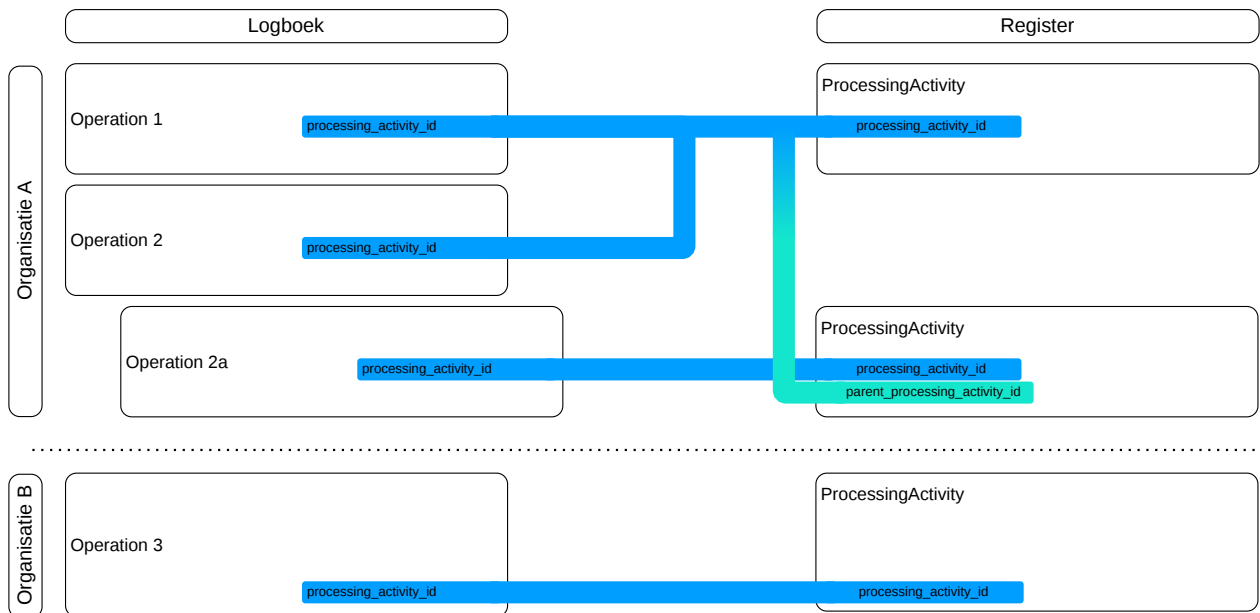 Logboek
Register
Organisatie A
Operation 1
processing_activity_id
ProcessingActivity
processing_activity_id
Operation 2
processing_activity_id
Operation 2a
processing_activity_id
ProcessingActivity
processing_activity_id
parent_processing_activity_id
Organisatie B
Operation 3
processing_activity_id
ProcessingActivity
processing_activity_id